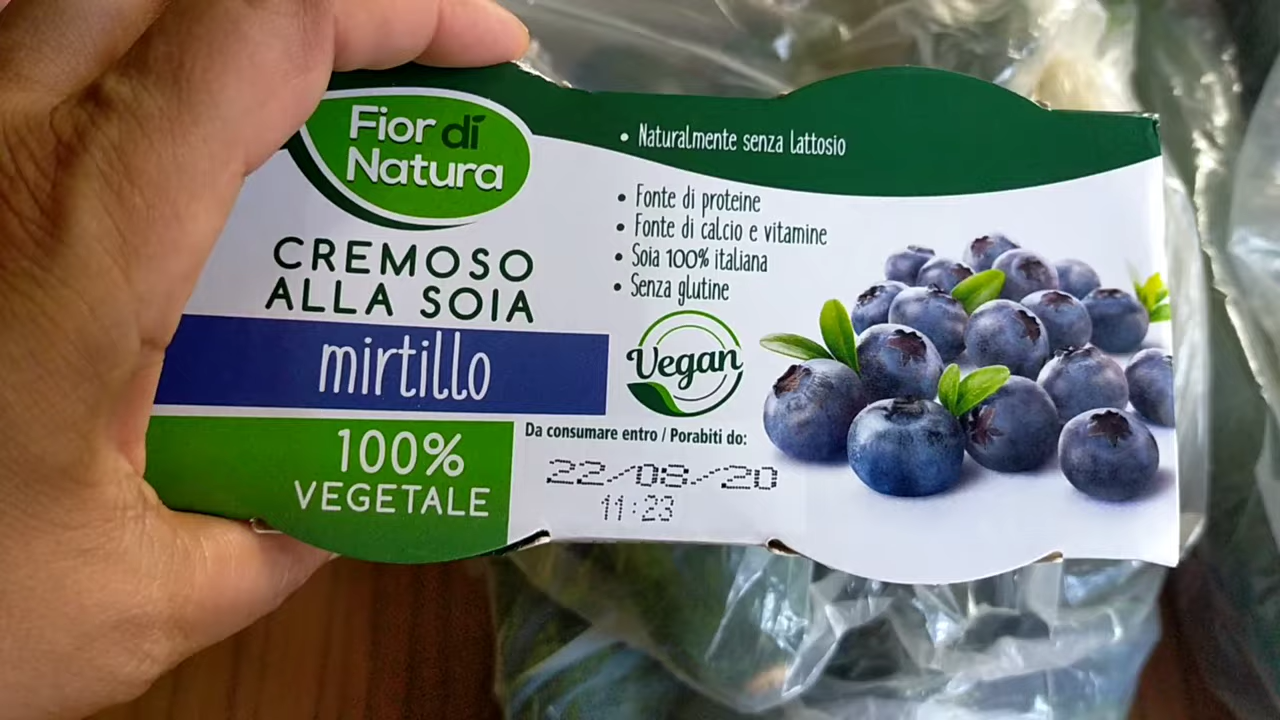 Fior di
Natura
CREMOSO
ALLA SOIA
mirtillo
100%
VEGETALE
• Naturalmente senza lattosio
• Fonte di proteine
• Fonte di calcio e vitamine
• Soia 100% italiana
• Senza glutine
Vegan
Da consumare entro / Porabiti do:
22/08/20
11:23